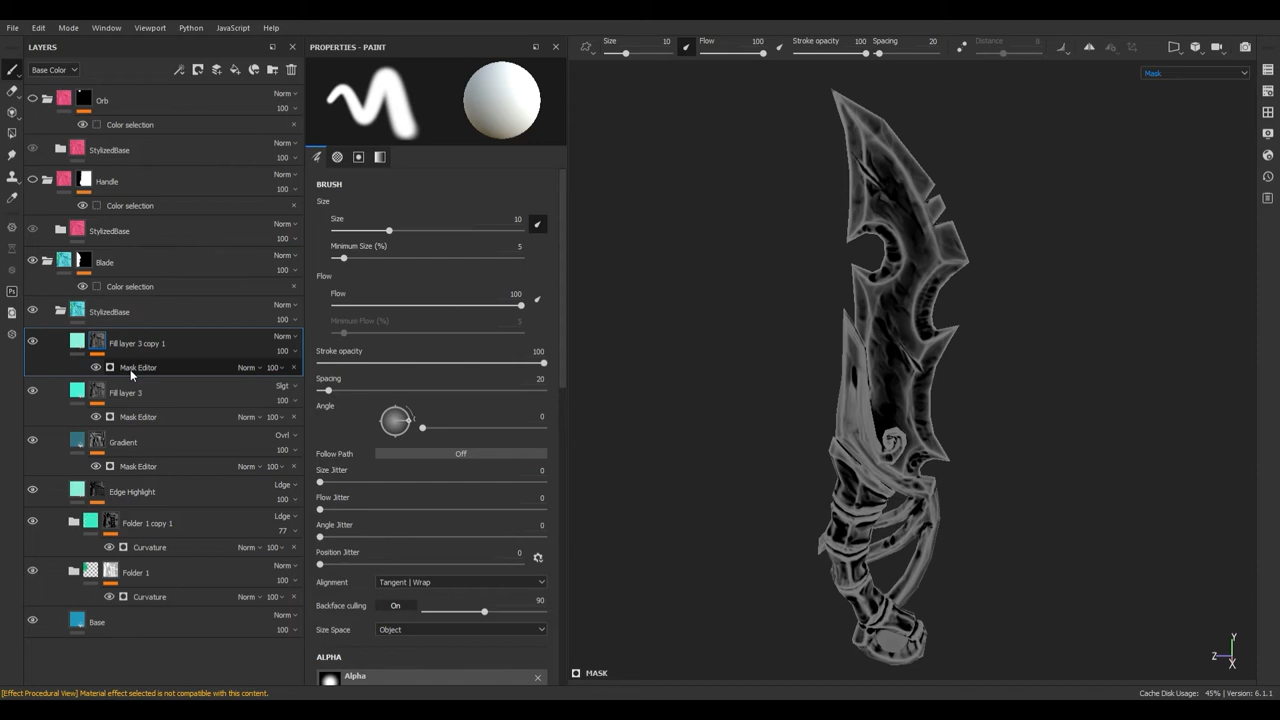 File Edit Mode Window Viewport Python JavaScript Help
LAYERS
Base Color
Orb Norm 100
Color selection
StylizedBase Norm 100
Handle Norm 100
Color selection
StylizedBase Norm 100
Blade Norm 100
Color selection
StylizedBase Norm 100
Fill layer 3 copy 1 Norm 100
Mask Editor Norm 100
Fill layer 3 Slgt 100
Mask Editor Norm 100
Gradient Ovrl 100
Mask Editor Norm 100
Edge Highlight Ldge 100
Folder 1 copy 1 Ldge 77
Curvature Norm 100
Folder 1 Norm 100
Curvature Norm 100
Base Norm 100
PROPERTIES - PAINT
BRUSH
Size
Size 10
Minimum Size (%) 5
Flow
Flow 100
Minimum Flow (%) 5
Stroke opacity 100
Spacing 20
Angle 0
Follow Path Off
Size Jitter 0
Flow Jitter 0
Angle Jitter 0
Position Jitter 0
Alignment Tangent | Wrap
Backface culling On 90
Size Space Object
ALPHA
Alpha
Size 10 Flow 100 Stroke opacity 100 Spacing 20 Distance 8
Mask
MASK
Y
Z
X
[Effect Procedural View] Material effect selected is not compatible with this content.
Cache Disk Usage: 45% | Version: 6.1.1